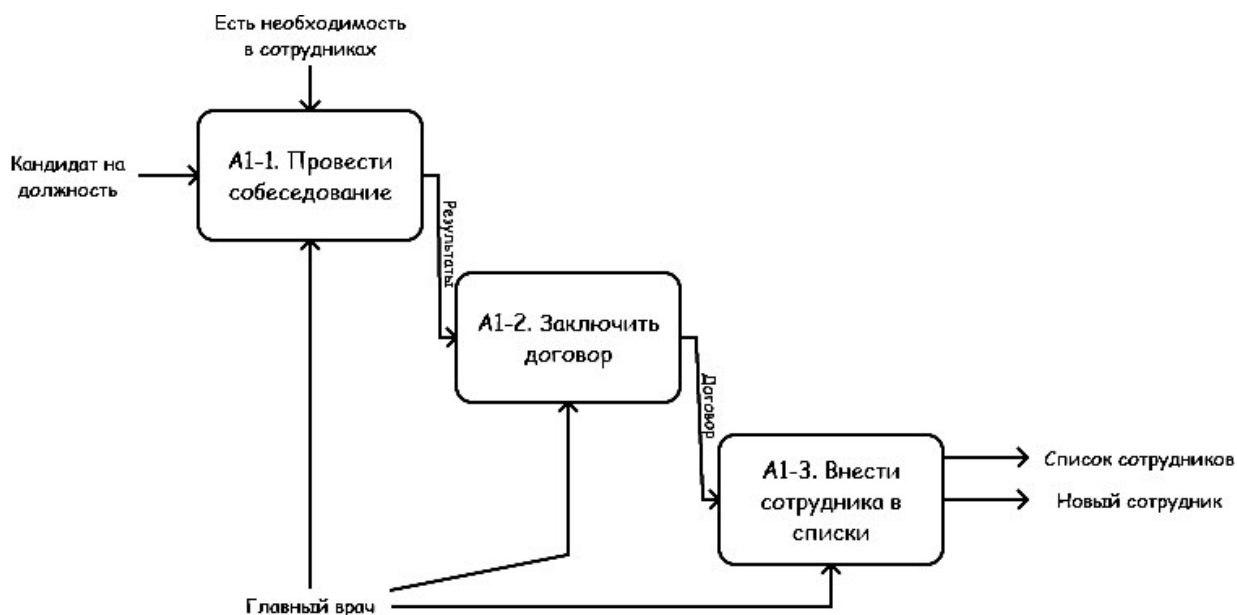 Есть необходимость
в сотрудниках
Кандидат на
должность
А1-1. Провести
собеседование
Результаты
А1-2. Заключить
договор
Договор
А1-3. Внести
сотрудника в
списки
Список сотрудников
Новый сотрудник
Главный врач